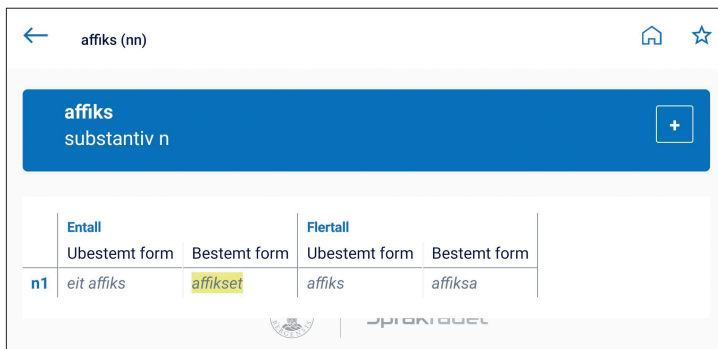 affiks (nn)
affiks
substantiv n
+
Entall Flertall
Ubestemt form Bestemt form Ubestemt form Bestemt form
n1 eit affiks affikset affiks affiksa